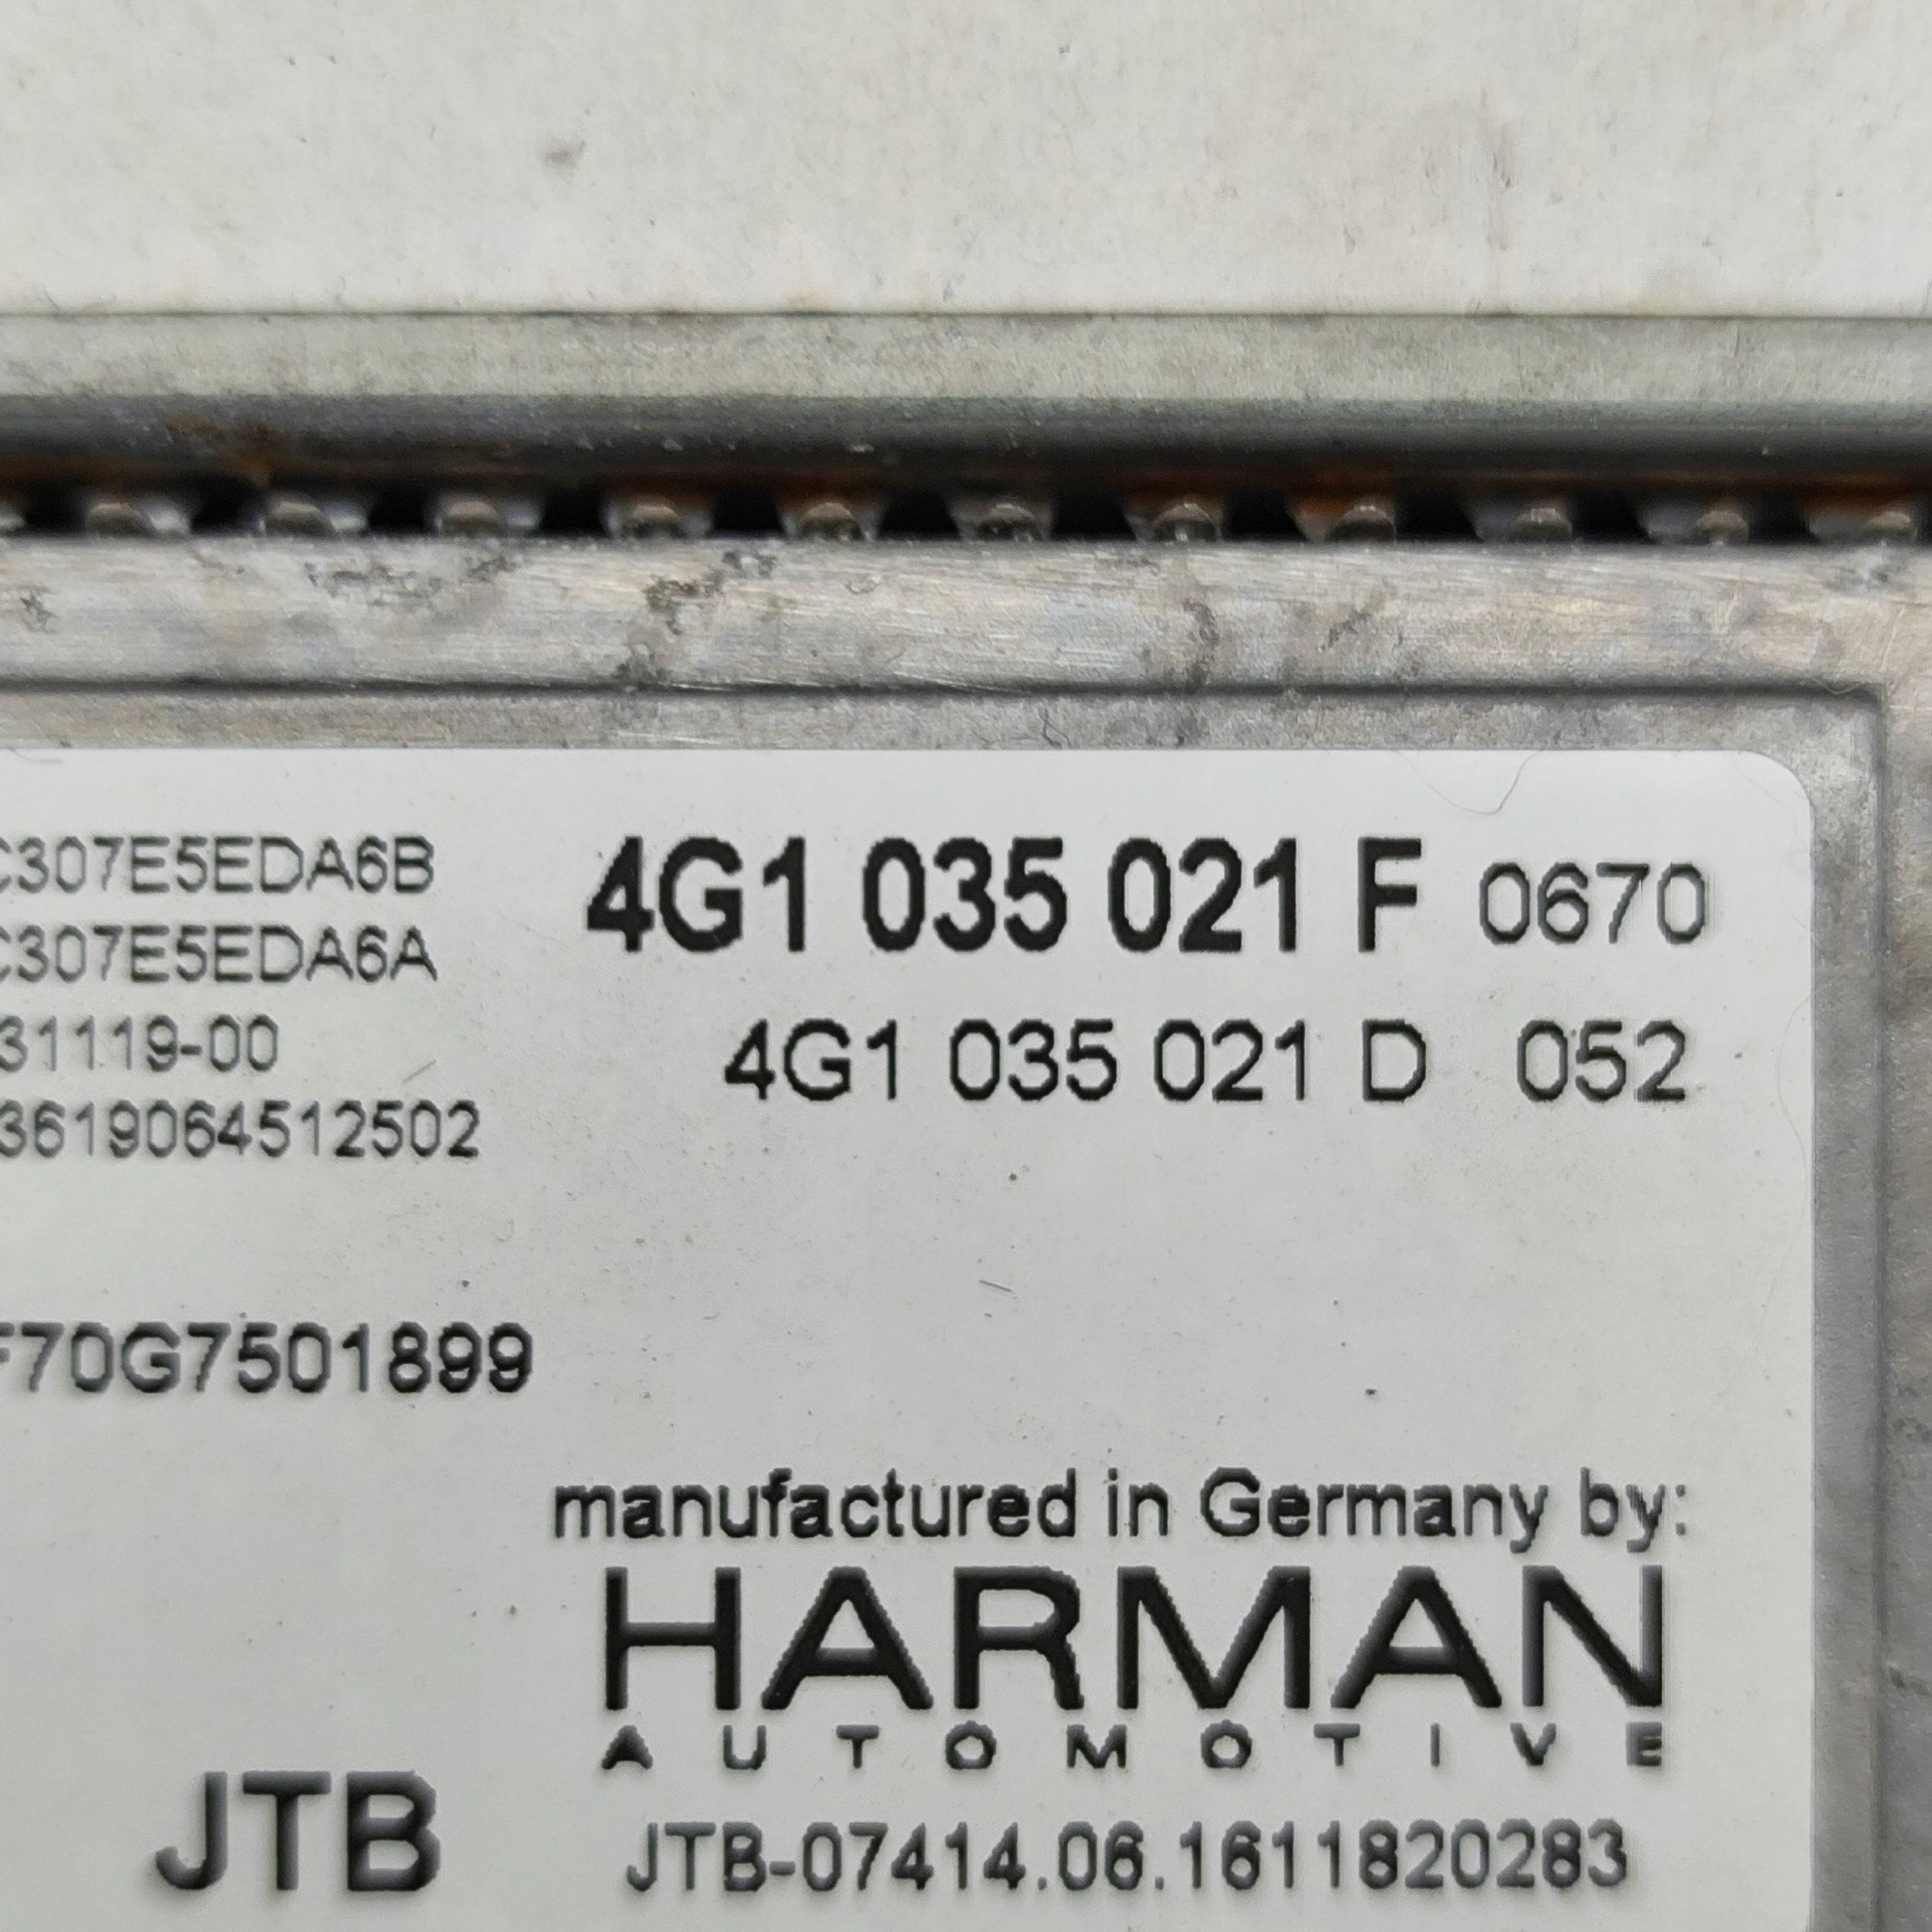 C307E5EDA6B
4G1 035 021 F 0670
C307E5EDA6A
4G1 035 021 D 052
31119-00
3619064512502
F70G7501899
manufactured in Germany by:
HARMAN
AUTOMOTIVE
JTB
JTB-07414.06.1611820283